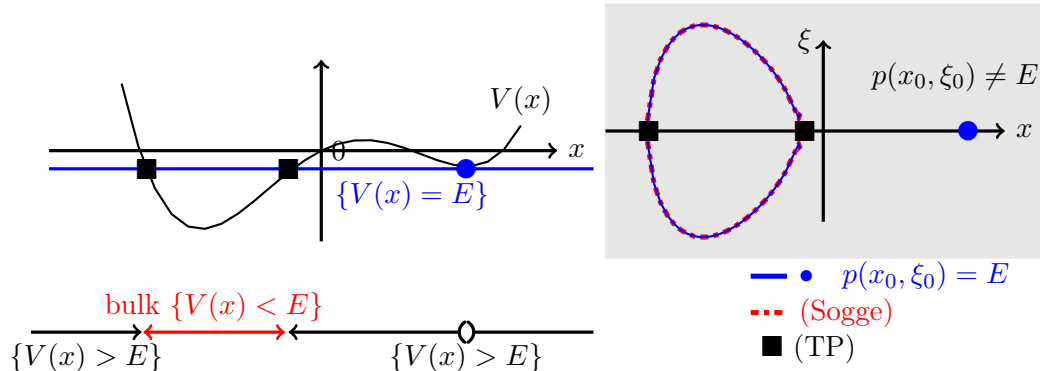 V(x)
x
0
{V(x) = E}
bulk {V(x) < E}
{V(x) > E}
{V(x) > E}
ξ
p(x₀, ξ₀) ≠ E
x
p(x₀, ξ₀) = E
(Sogge)
(TP)